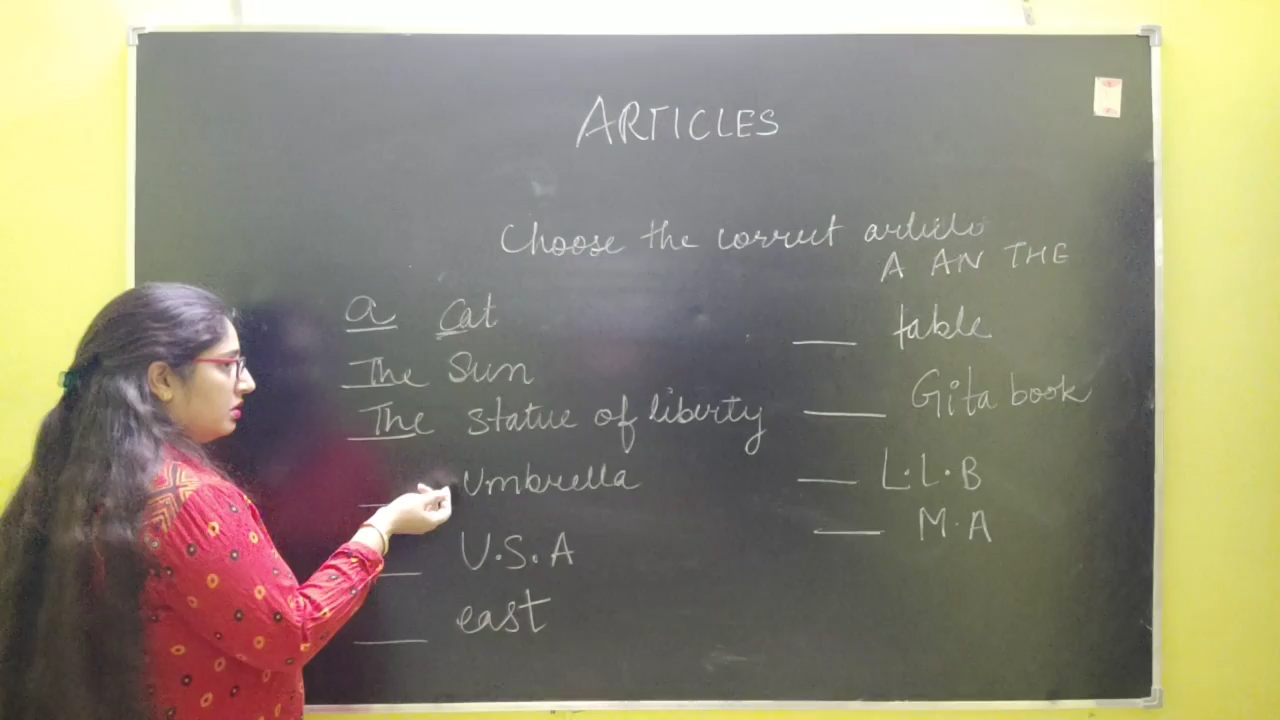 ARTICLES
Choose the correct article
A AN THE
a cat
The Sun
The statue of liberty
Umbrella
U.S.A
east
table
Gita book
L.L.B
M.A